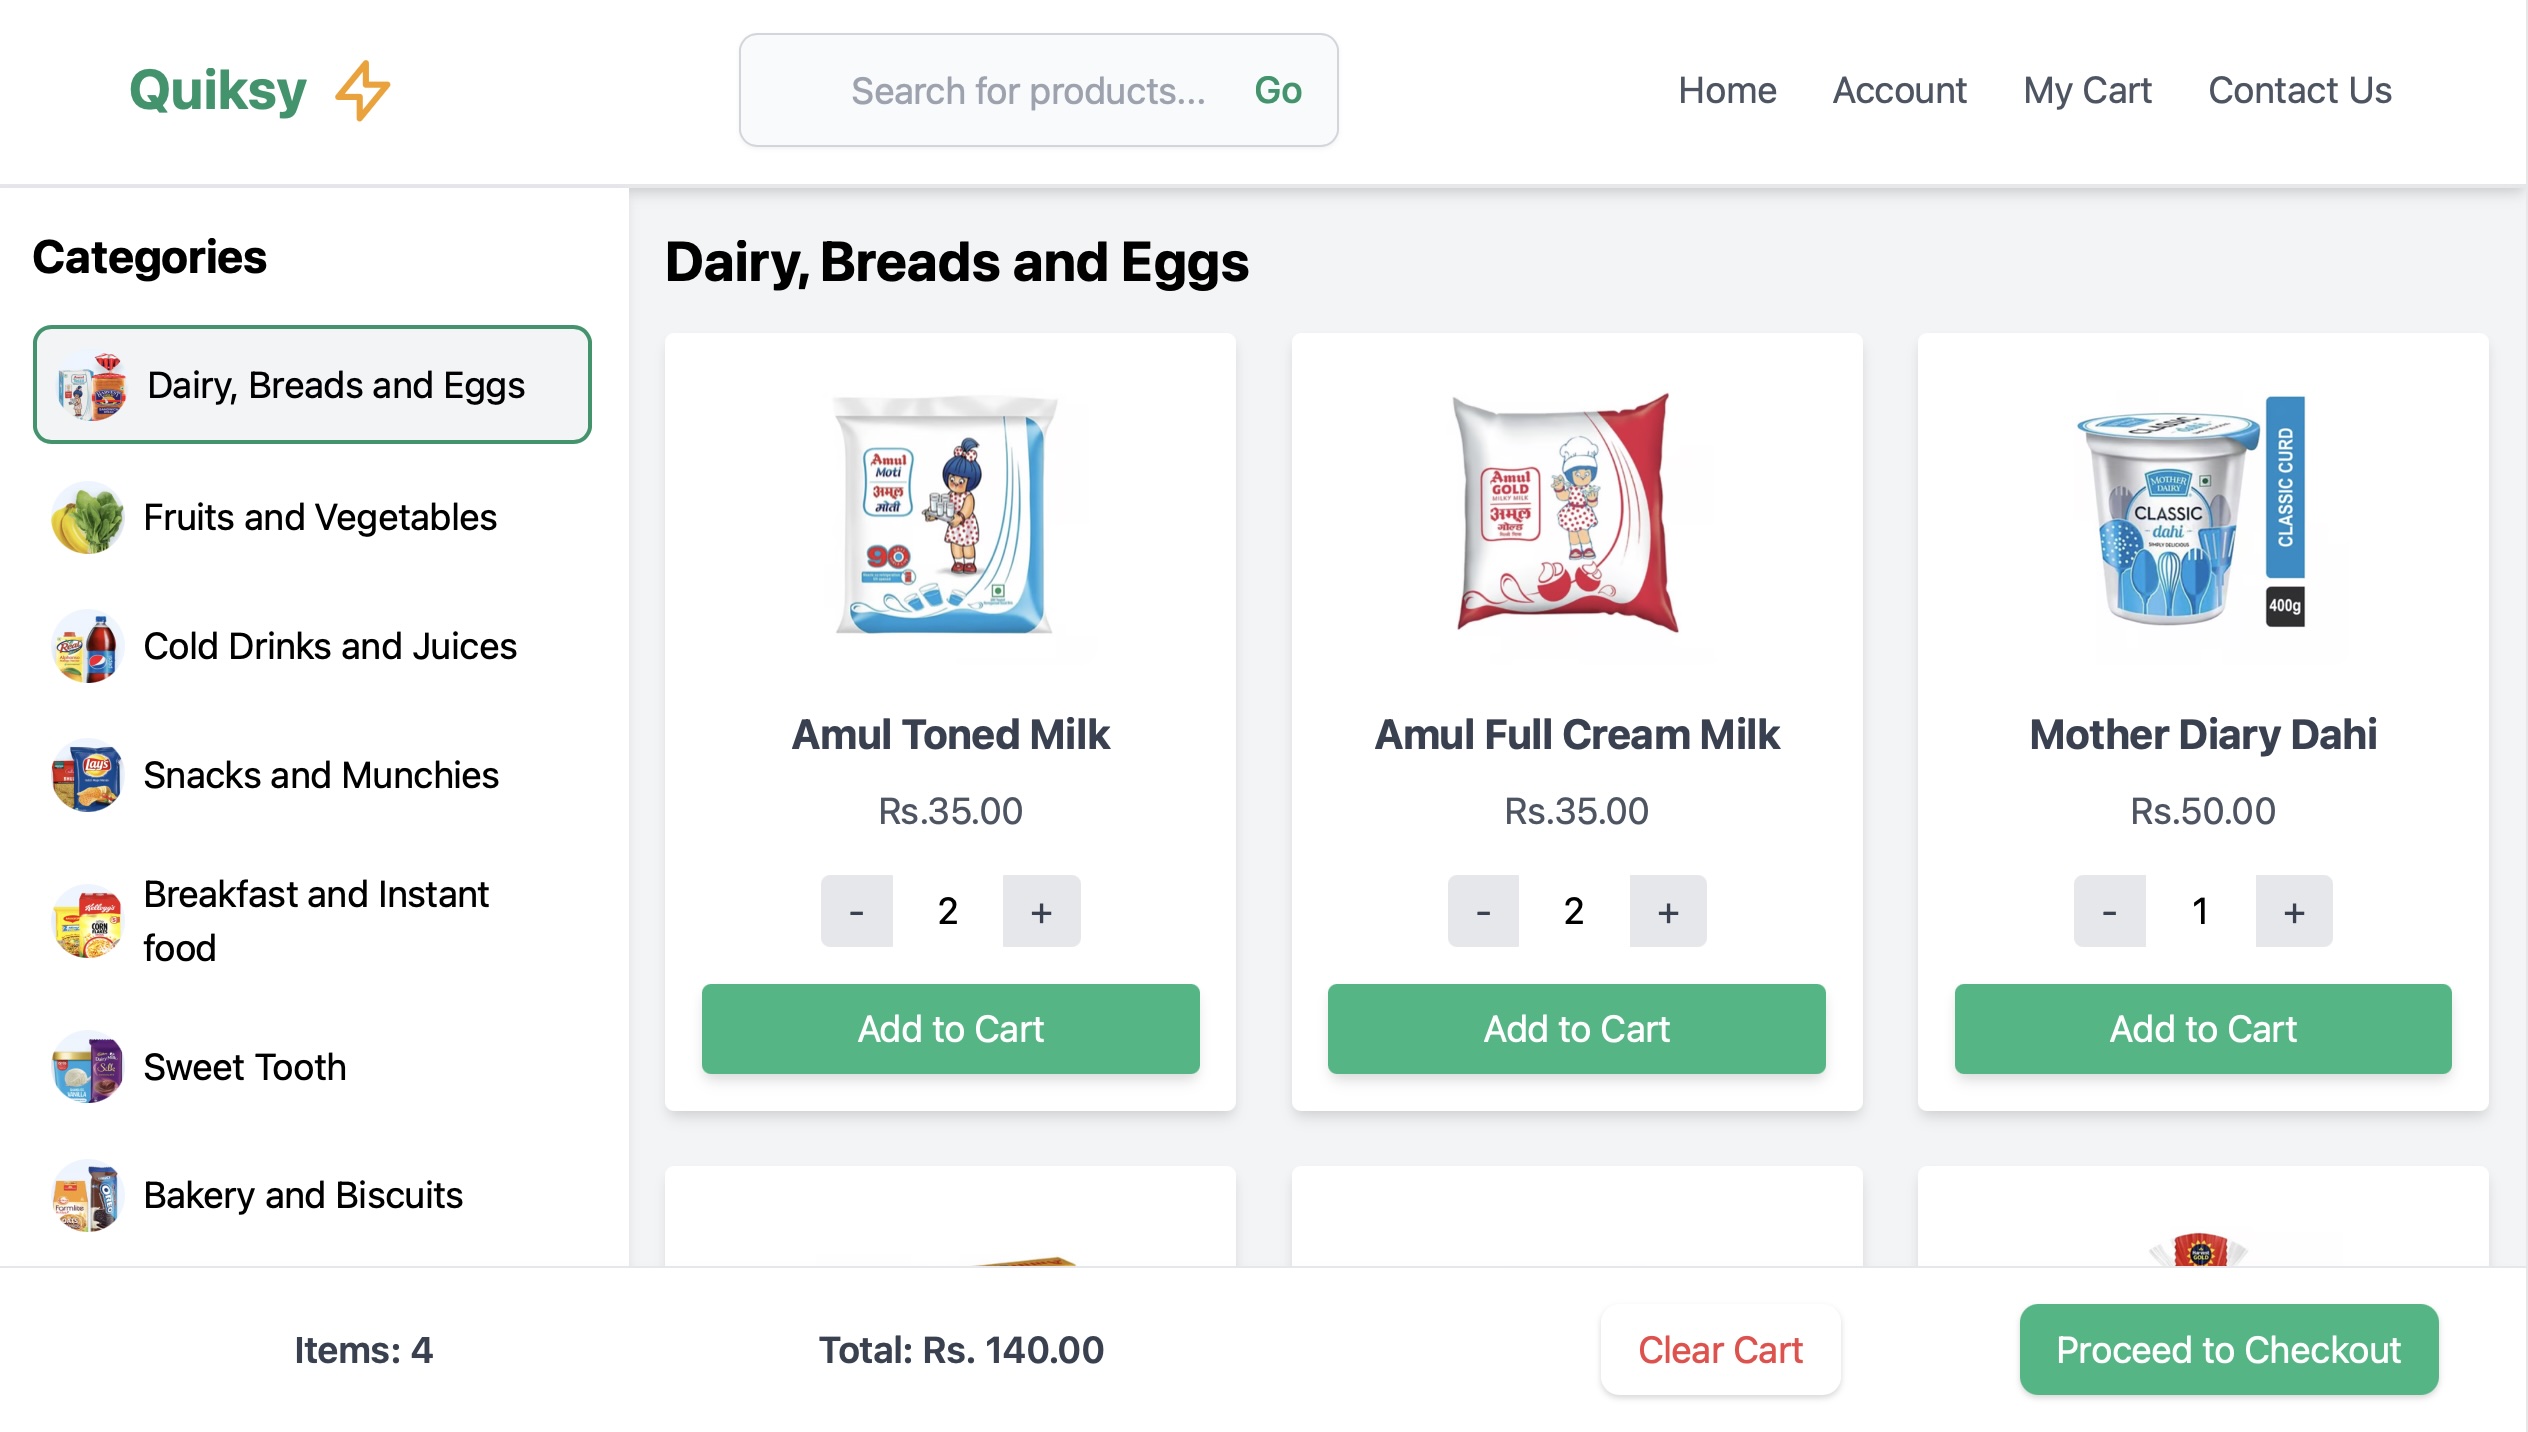 Quiksy
Search for products...
Go
Home
Account
My Cart
Contact Us
Categories
Dairy, Breads and Eggs
Fruits and Vegetables
Cold Drinks and Juices
Snacks and Munchies
Breakfast and Instant
food
Sweet Tooth
Bakery and Biscuits
Dairy, Breads and Eggs
Amul
Moti
अमूल
मोती
90
Amul Toned Milk
Rs.35.00
- 2 +
Add to Cart
Amul
GOLD
MILKY MILK
अमूल
गोल्ड
Amul Full Cream Milk
Rs.35.00
- 2 +
Add to Cart
MOTHER
DAIRY
CLASSIC
dahi
SIMPLY DELICIOUS
CLASSIC CURD
400g
Mother Diary Dahi
Rs.50.00
- 1 +
Add to Cart
Items: 4
Total: Rs. 140.00
Clear Cart
Proceed to Checkout